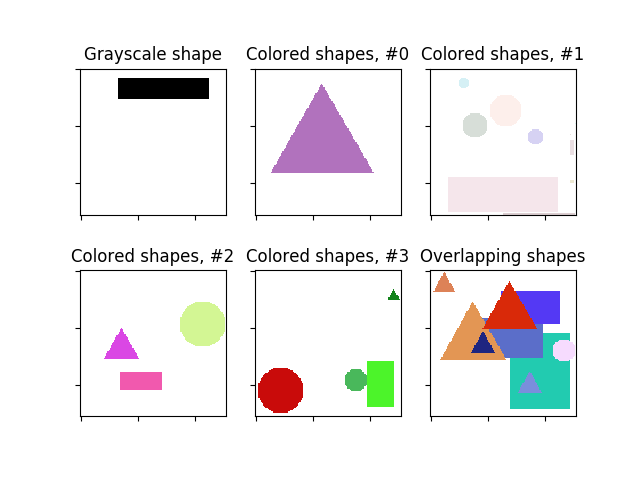 Grayscale shape
Colored shapes, #0
Colored shapes, #1
Colored shapes, #2
Colored shapes, #3
Overlapping shapes